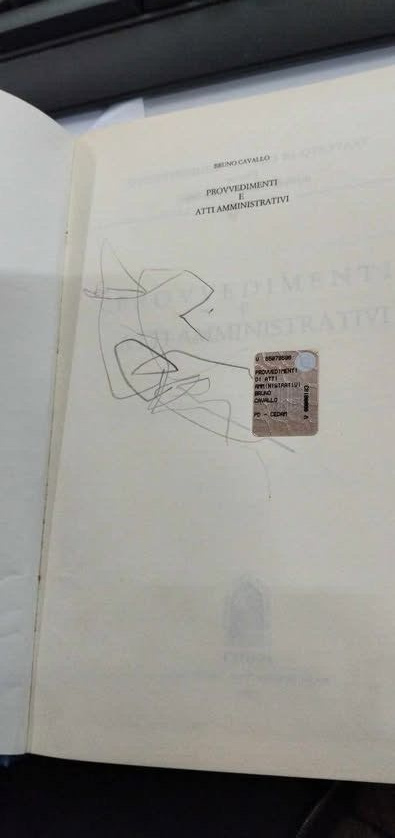 BRUNO CAVALLO
PROVVEDIMENTI
E
ATTI AMMINISTRATIVI
PROVVEDIMENTI
DI ATTI
AMMINISTRATIVI
BRUNO
CAVALLO
PD - CEDAM